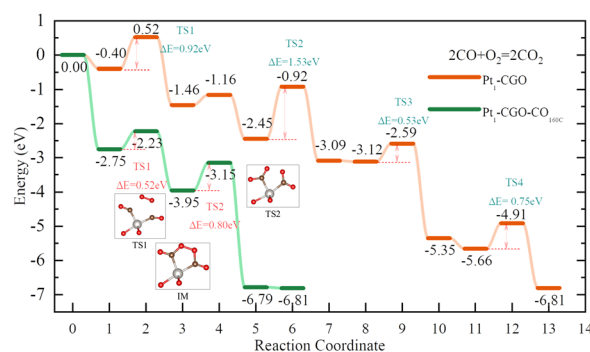 2CO+O₂=2CO₂
Pt₁-CGO
Pt₁-CGO-CO₁₆₀C
Energy (eV)
1
0
-1
-2
-3
-4
-5
-6
-7
0.00
-0.40
0.52
TS1
ΔE=0.92eV
-1.46
-1.16
-2.45
TS2
ΔE=1.53eV
-0.92
-3.09
-3.12
TS3
ΔE=0.53eV
-2.59
-5.35
-5.66
TS4
ΔE= 0.75eV
-4.91
-6.81
-2.75
-2.23
TS1
ΔE=0.52eV
-3.95
-3.15
TS2
ΔE=0.80eV
-6.79
-6.81
TS1
IM
TS2
0 1 2 3 4 5 6 7 8 9 10 11 12 13 14
Reaction Coordinate